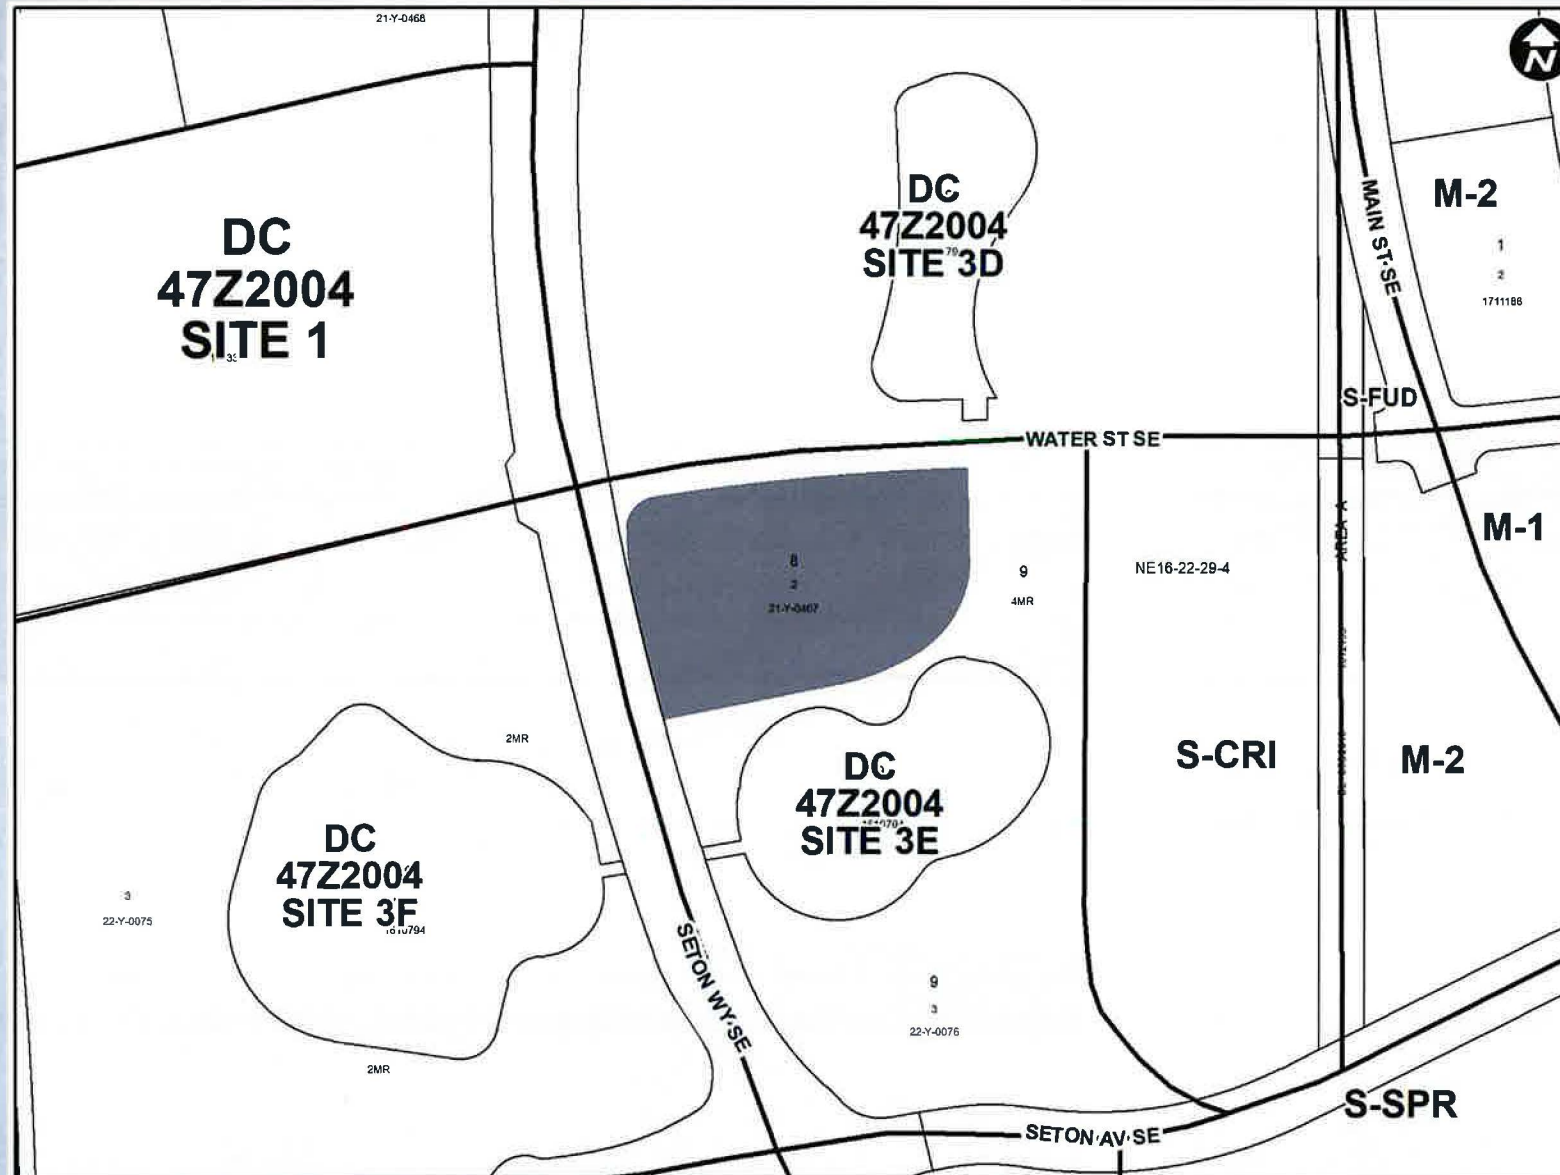 21-Y-0468
N
DC
47Z2004
SITE 1
DC
47Z2004
SITE 3D
MAIN ST SE
M-2
1
2
1711186
S-FUD
WATER ST SE
M-1
AREA A
8
2
21-Y-0467
9
4MR
NE16-22-29-4
S-CRI
M-2
2MR
DC
47Z2004
SITE 3E
DC
47Z2004
SITE 3F
1610794
3
22-Y-0075
SETON WY SE
9
3
22-Y-0076
2MR
S-SPR
SETON AV SE